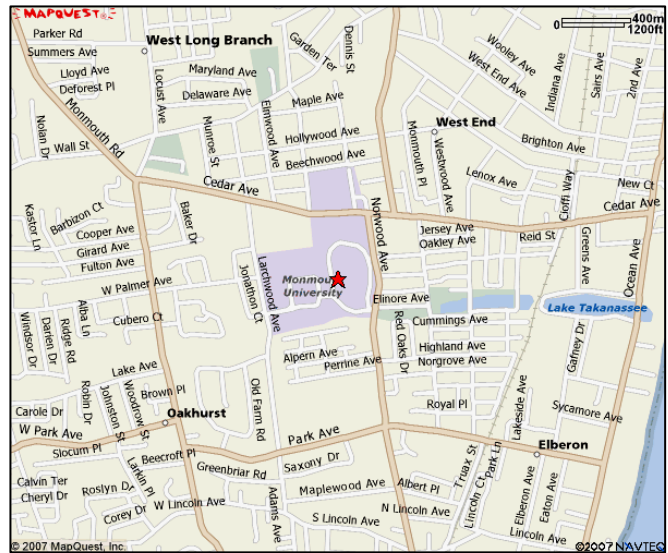 MAPQUEST
0 400m
1200ft
Parker Rd
Summers Ave
West Long Branch
Garden Ter
Dennis St
Wooley Ave
West End Ave
Indiana Ave
Sairs Ave
2nd Ave
Lloyd Ave
Deforest Pl
Locust Ave
Maryland Ave
Delaware Ave
Elmwood Ave
Maple Ave
Monmouth Rd
Nolan Dr
Wall St
Munroe St
Hollywood Ave
Beechwood Ave
West End
Monmouth Pl
Westwood Ave
Brighton Ave
Lenox Ave
Cedar Ave
Cioffi Way
New Ct
Cedar Ave
Kastor Ln
Barbizon Ct
Baker Dr
Norwood Ave
Cooper Ave
Girard Ave
Fulton Ave
Jersey Ave
Oakley Ave
Reid St
Greens Ave
Ocean Ave
W Palmer Ave
Jonathon Ct
Larchwood Ave
Monmouth
University
Elinore Ave
Lake Takanassee
Windsor Dr
Darien Dr
Ridge Rd
Alba Ln
Cubero Ct
Red Oaks Dr
Cummings Ave
Gafney Dr
Alpern Ave
Perrine Ave
Highland Ave
Norgrove Ave
Lake Ave
Robin Dr
Johnston St
Woodrow St
Brown Pl
Old Farm Rd
Carole Dr
Oakhurst
Royal Pl
Lakeside Ave
Sycamore Ave
W Park Ave
Park Ave
Slocum Pl
Elberon
Beecroft Pl
Larkin Pl
Greenbriar Rd
Saxony Dr
Truax St
Park Ln
Calvin Ter
Cheryl Dr
Roslyn Dr
Corey Dr
W Lincoln Ave
Adams Ave
Maplewood Ave
Albert Pl
Lincoln Ct
Elberon Ave
Eaton Ave
S Lincoln Ave
N Lincoln Ave
© 2007 MapQuest, Inc.
©2007 NAVTEQ